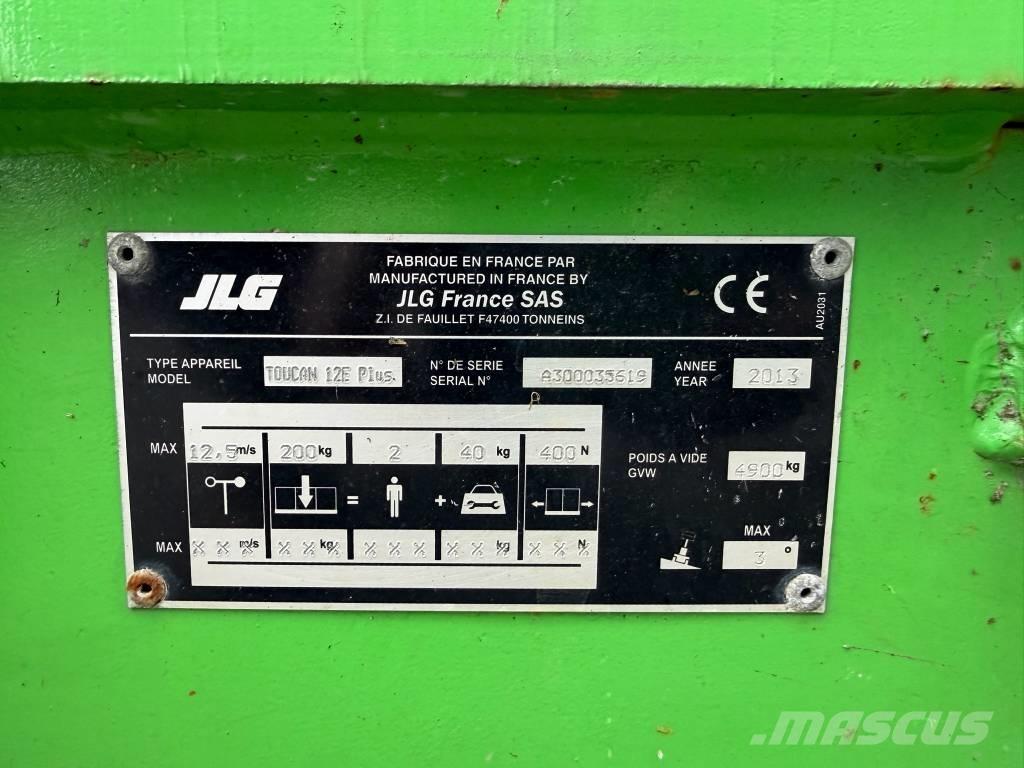 JLG
FABRIQUE EN FRANCE PAR
MANUFACTURED IN FRANCE BY
JLG France SAS
Z.I. DE FAUILLET F47400 TONNEINS
CE
AU2031
TYPE APPAREIL
MODEL
TOUCAN 12E Plus.
N° DE SERIE
SERIAL N°
A300035619
ANNEE
YEAR
2013
MAX 12,5 m/s 200 kg 2 40 kg 400 N
= +
MAX X X X m/s X X X kg X X X X X X kg X X X N
POIDS A VIDE
GVW
4900 kg
MAX
3 °
MASCUS